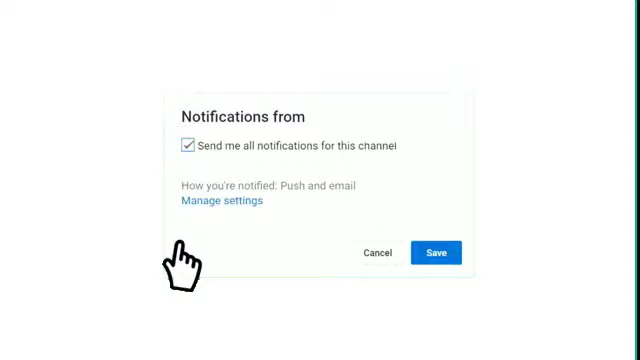 Notifications from
Send me all notifications for this channel
How you're notified: Push and email
Manage settings
Cancel
Save